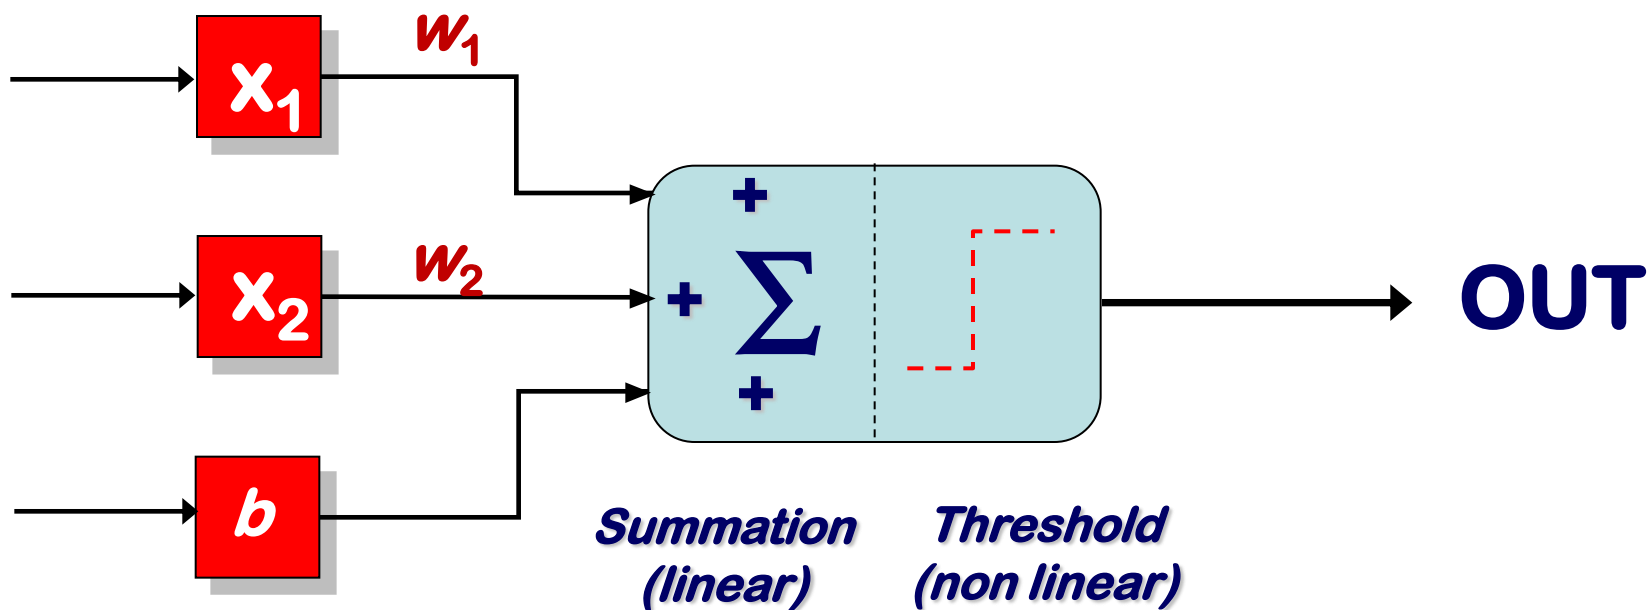 x₁
w₁
x₂
w₂
b
+
+
Σ
+
OUT
Summation
(linear)
Threshold
(non linear)